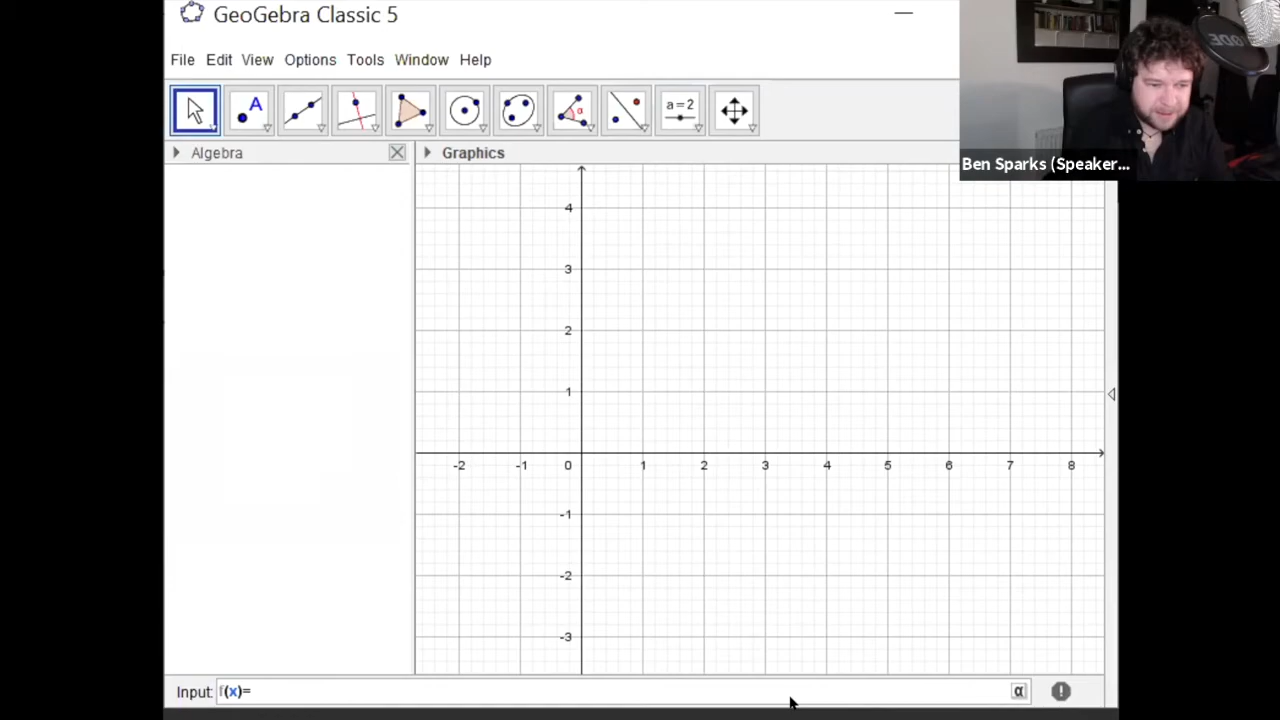 GeoGebra Classic 5
File Edit View Options Tools Window Help
A
α
a=2
Algebra
Graphics
Ben Sparks (Speaker...
4
3
2
1
-2 -1 0 1 2 3 4 5 6 7 8
-1
-2
-3
Input: f(x)=
α